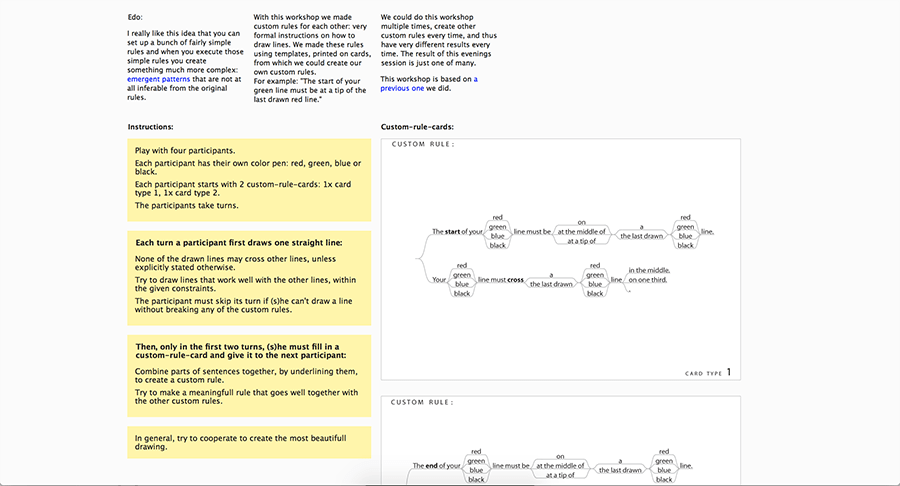 Edo:
I really like this idea that you can
set up a bunch of fairly simple
rules and when you execute those
simple rules you create
something much more complex:
emergent patterns that are not at
all inferable from the original
rules.
With this workshop we made
custom rules for each other: very
formal instructions on how to
draw lines. We made these rules
using templates, printed on cards,
from which we could create our
own custom rules.
For example: "The start of your
green line must be at a tip of the
last drawn red line."
We could do this workshop
multiple times, create other
custom rules every time, and thus
have very different results every
time. The result of this evenings
session is just one of many.
This workshop is based on a
previous one we did.
Instructions:
Play with four participants.
Each participant has their own color pen: red, green, blue or
black.
Each participant starts with 2 custom-rule-cards: 1x card
type 1, 1x card type 2.
The participants take turns.
Each turn a participant first draws one straight line:
None of the drawn lines may cross other lines, unless
explicitly stated otherwise.
Try to draw lines that work well with the other lines, within
the given constraints.
The participant must skip its turn if (s)he can't draw a line
without breaking any of the custom rules.
Then, only in the first two turns, (s)he must fill in a
custom-rule-card and give it to the next participant:
Combine parts of sentences together, by underlining them,
to create a custom rule.
Try to make a meaningfull rule that goes well together with
the other custom rules.
In general, try to cooperate to create the most beautifull
drawing.
Custom-rule-cards:
CUSTOM RULE:
The start of your
red
green
blue
black
line must be
on
at the middle of
at a tip of
a
the last drawn
red
green
blue
black
line.
Your
red
green
blue
black
line must cross
a
the last drawn
red
green
blue
black
line
in the middle.
on one third.
CARD TYPE 1
CUSTOM RULE:
The end of your
red
green
blue
black
line must be
on
at the middle of
at a tip of
a
the last drawn
red
green
blue
black
line.